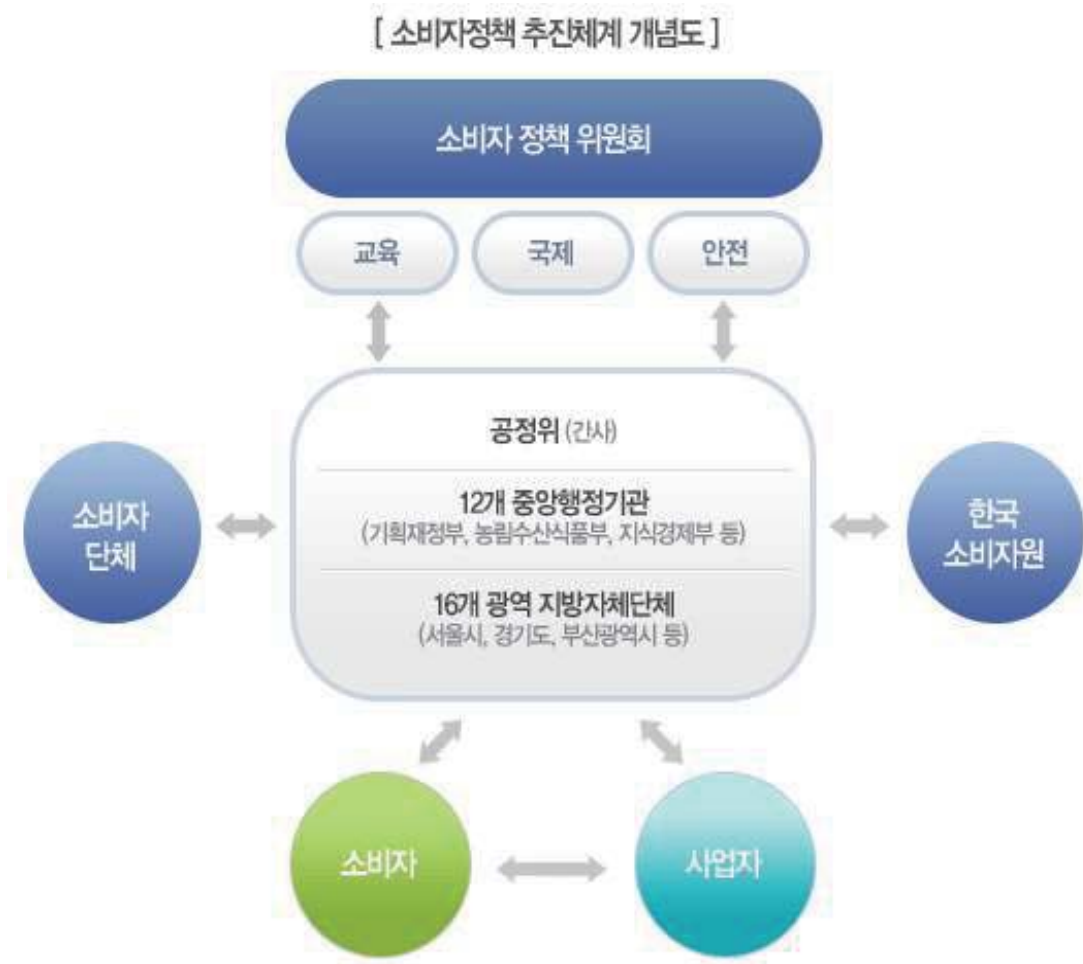 [ 소비자정책 추진체계 개념도 ]
소비자 정책 위원회
교육
국제
안전
공정위 (간사)
12개 중앙행정기관
(기획재정부, 농림수산식품부, 지식경제부 등)
16개 광역 지방자체단체
(서울시, 경기도, 부산광역시 등)
소비자
단체
한국
소비자원
소비자
사업자